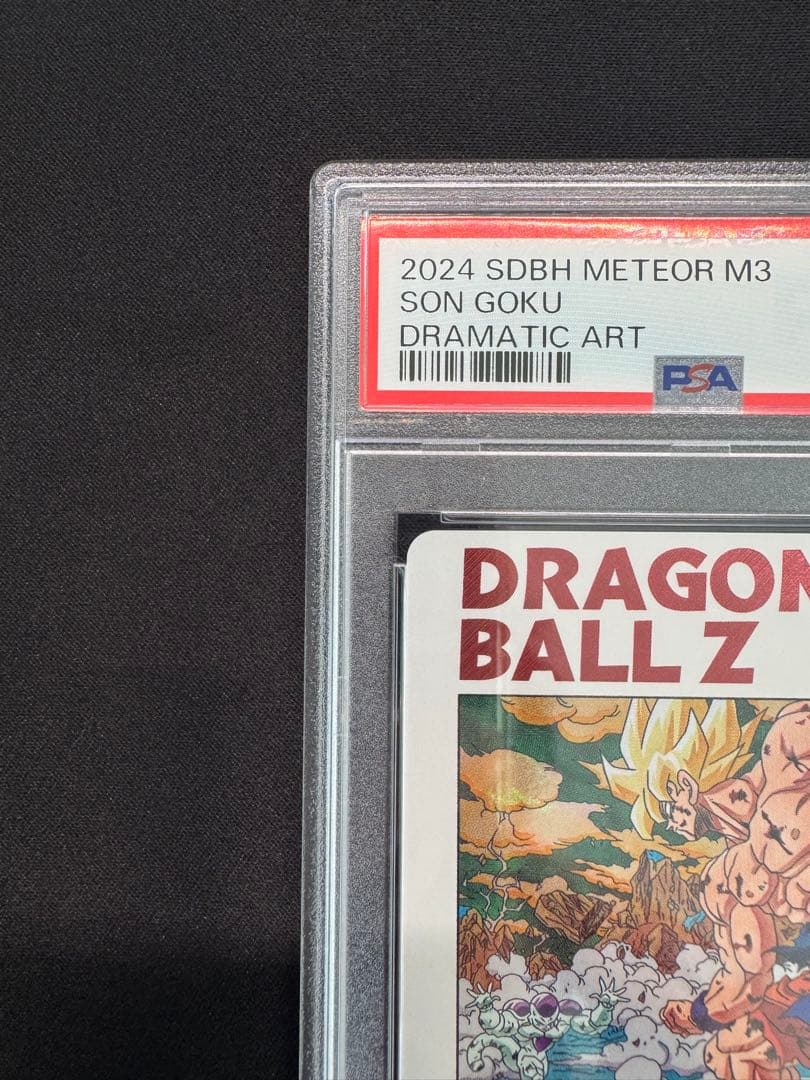 2024 SDBH METEOR M3
SON GOKU
DRAMATIC ART
PSA
DRAGON
BALL Z